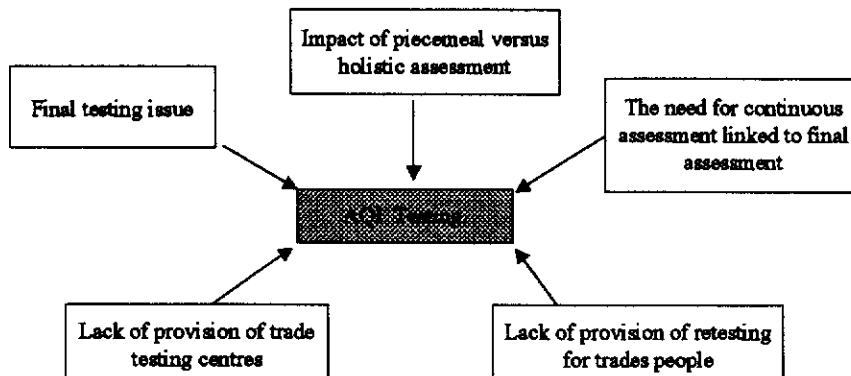 Impact of piecemeal versus
holistic assessment
Final testing issue
The need for continuous
assessment linked to final
assessment
Testing
Lack of provision of trade
testing centres
Lack of provision of retesting
for trades people